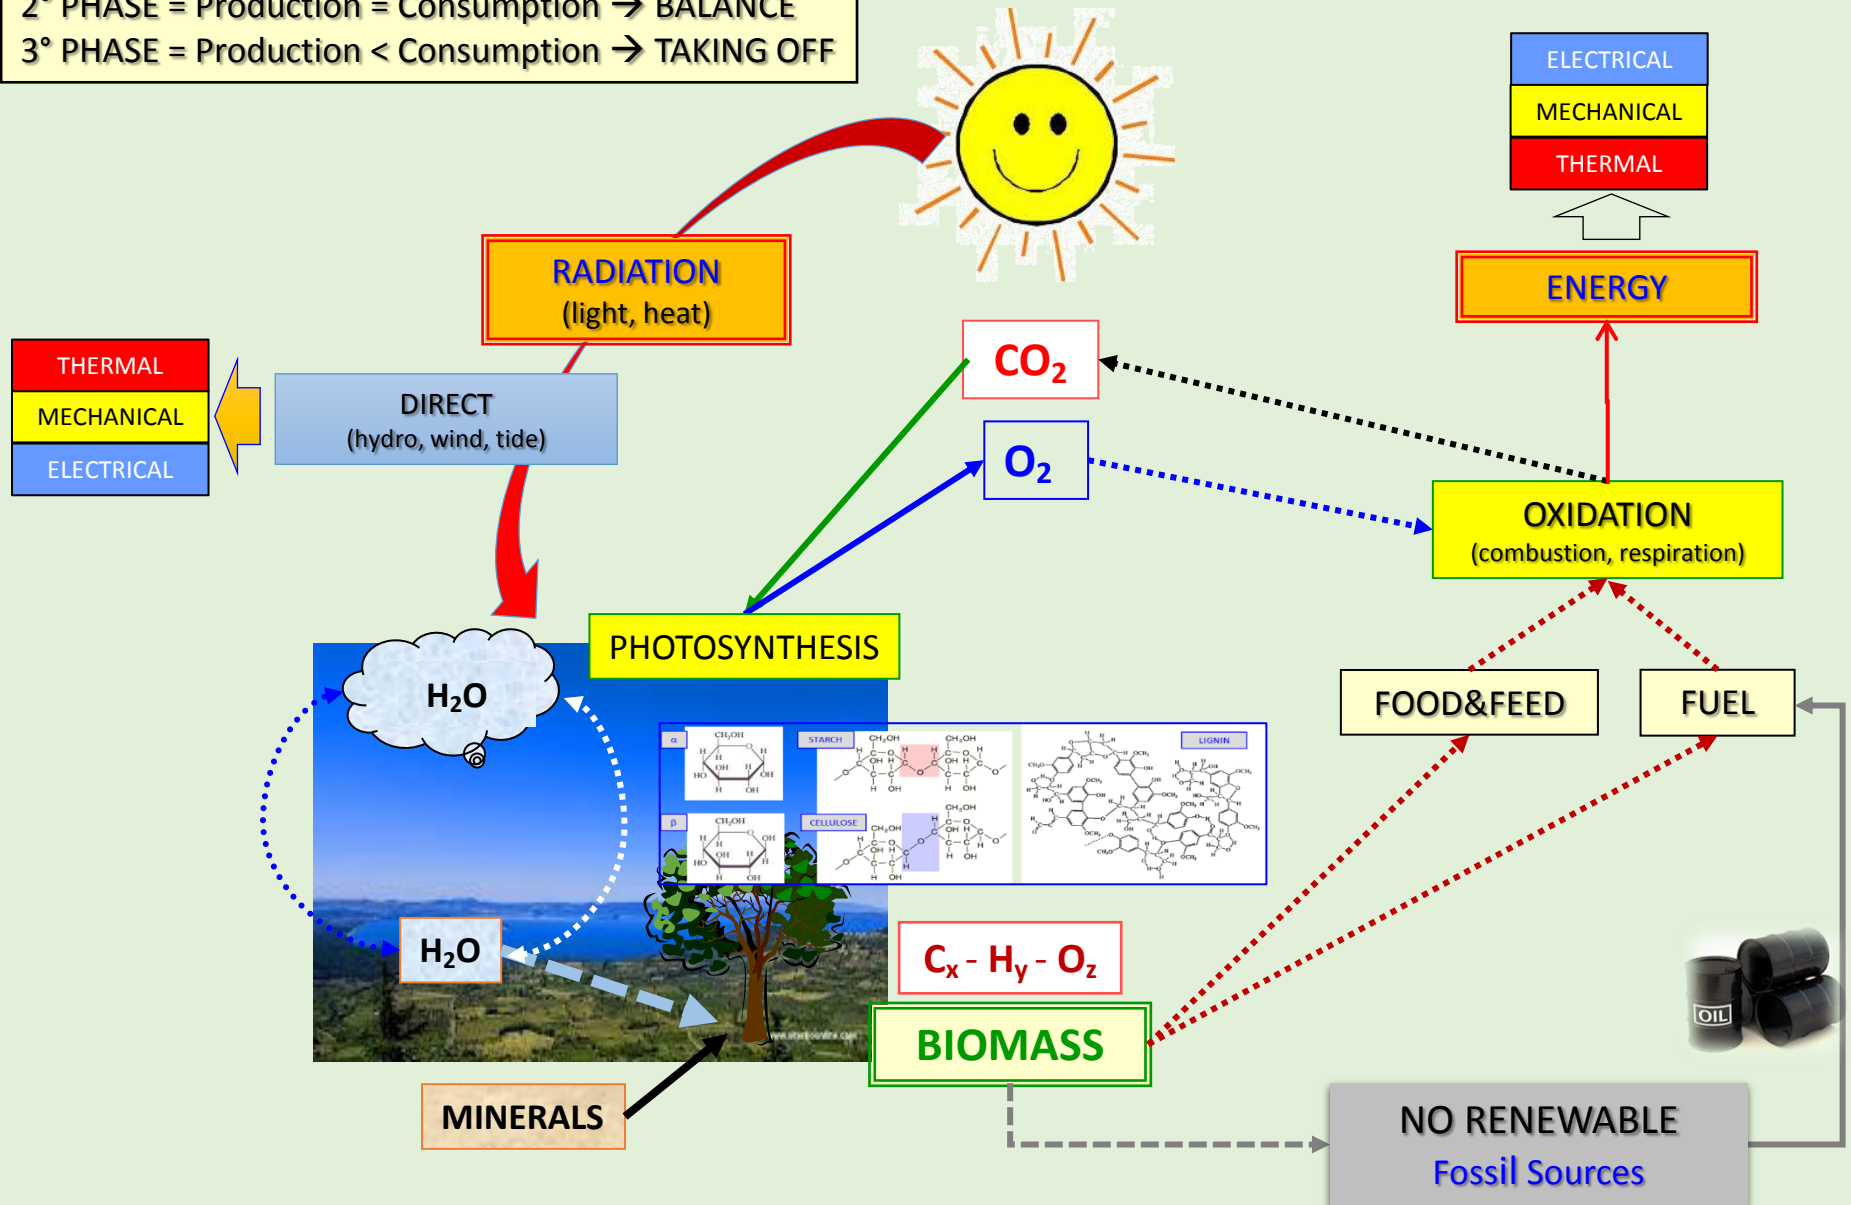 2° PHASE = Production = Consumption → BALANCE
3° PHASE = Production < Consumption → TAKING OFF
ELECTRICAL
MECHANICAL
THERMAL
RADIATION
(light, heat)
ENERGY
THERMAL
MECHANICAL
ELECTRICAL
DIRECT
(hydro, wind, tide)
CO₂
O₂
OXIDATION
(combustion, respiration)
PHOTOSYNTHESIS
H₂O
FOOD&FEED
FUEL
α
STARCH
LIGNIN
β
CELLULOSE
H₂O
Cₓ - Hᵧ - O_z
BIOMASS
OIL
MINERALS
NO RENEWABLE
Fossil Sources